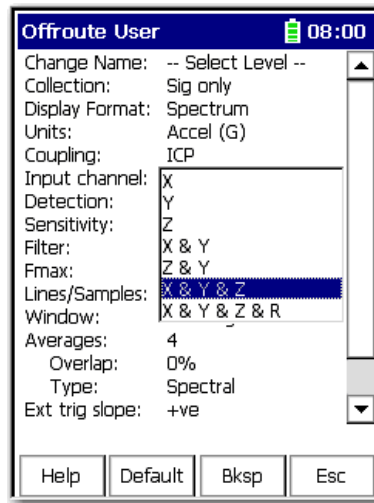 Offroute User 08:00
Change Name: -- Select Level --
Collection: Sig only
Display Format: Spectrum
Units: Accel (G)
Coupling: ICP
Input channel: X
Detection: Y
Sensitivity: Z
Filter: X & Y
Fmax: Z & Y
Lines/Samples: X & Y & Z
Window: X & Y & Z & R
Averages: 4
Overlap: 0%
Type: Spectral
Ext trig slope: +ve
Help Default Bksp Esc